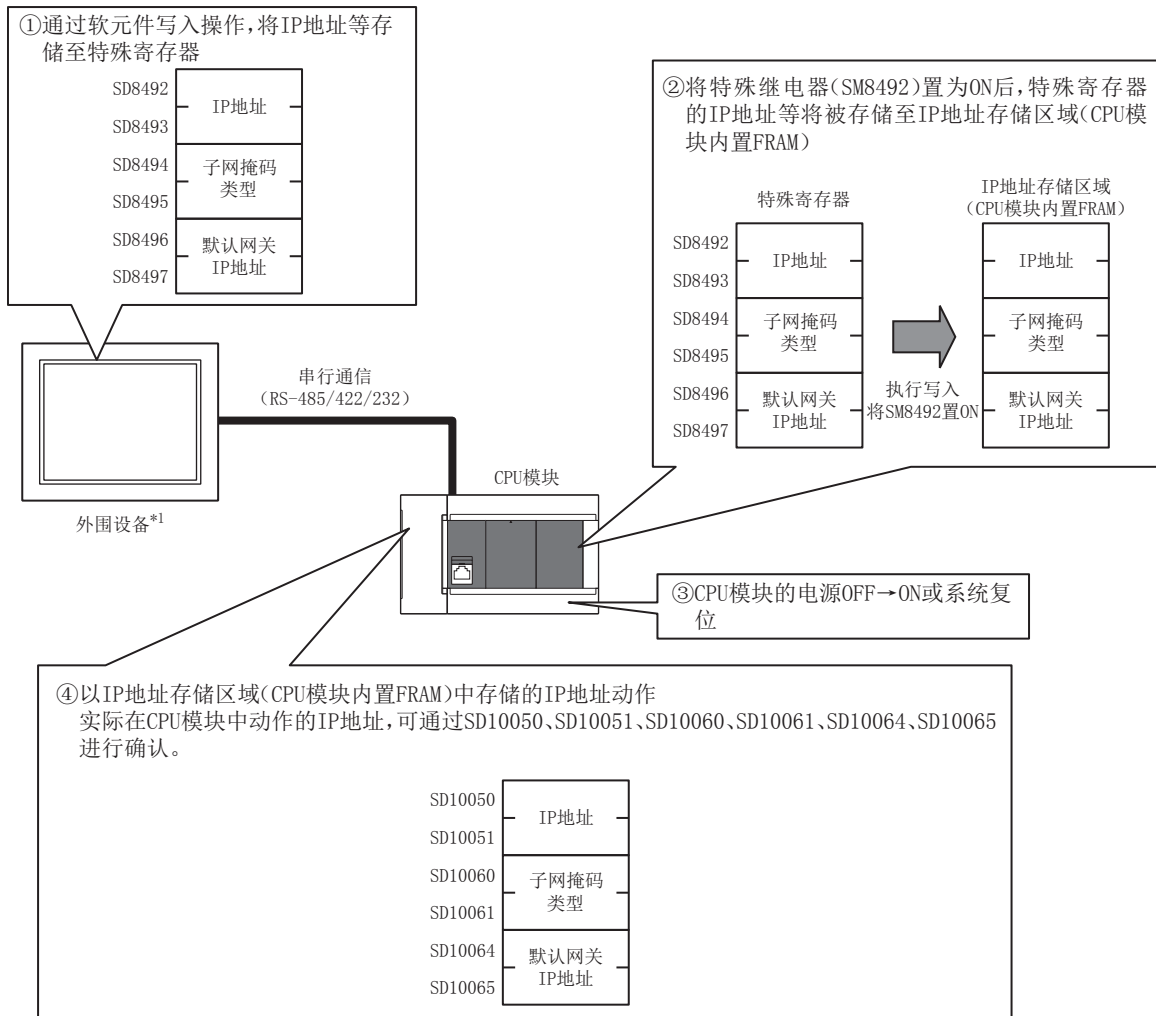 ①通过软元件写入操作,将IP地址等存
储至特殊寄存器
SD8492
IP地址
SD8493
SD8494
子网掩码
类型
SD8495
SD8496
默认网关
IP地址
SD8497
②将特殊继电器(SM8492)置为ON后,特殊寄存器
的IP地址等将被存储至IP地址存储区域(CPU模
块内置FRAM)
特殊寄存器
IP地址存储区域
(CPU模块内置FRAM)
SD8492
IP地址
IP地址
SD8493
SD8494
子网掩码
类型
子网掩码
类型
SD8495
SD8496
默认网关
IP地址
执行写入
将SM8492置ON
默认网关
IP地址
SD8497
串行通信
(RS-485/422/232)
外围设备*1
CPU模块
③CPU模块的电源OFF→ON或系统复
位
④以IP地址存储区域(CPU模块内置FRAM)中存储的IP地址动作
实际在CPU模块中动作的IP地址,可通过SD10050、SD10051、SD10060、SD10061、SD10064、SD10065
进行确认。
SD10050
IP地址
SD10051
SD10060
子网掩码
类型
SD10061
SD10064
默认网关
IP地址
SD10065